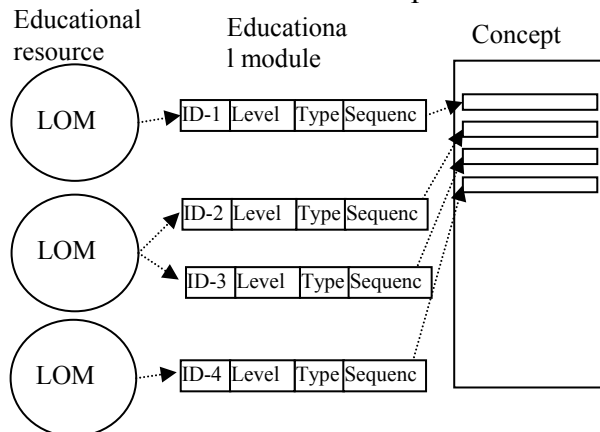 Educational
resource
Educationa
l module
Concept
LOM
ID-1 Level Type Sequenc
LOM
ID-2 Level Type Sequenc
ID-3 Level Type Sequenc
LOM
ID-4 Level Type Sequenc